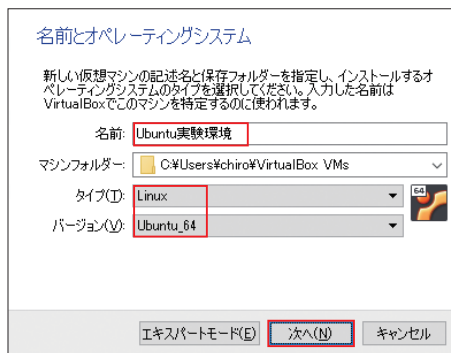 名前とオペレーティングシステム
新しい仮想マシンの記述名と保存フォルダーを指定し、インストールするオ
ペレーティングシステムのタイプを選択してください。入力した名前は
VirtualBoxでこのマシンを特定するのに使われます。
名前: Ubuntu実験環境
マシンフォルダー: C:¥Users¥chiro¥VirtualBox VMs
タイプ(T): Linux
64
バージョン(V): Ubuntu_64
エキスパートモード(E) 次へ(N) キャンセル